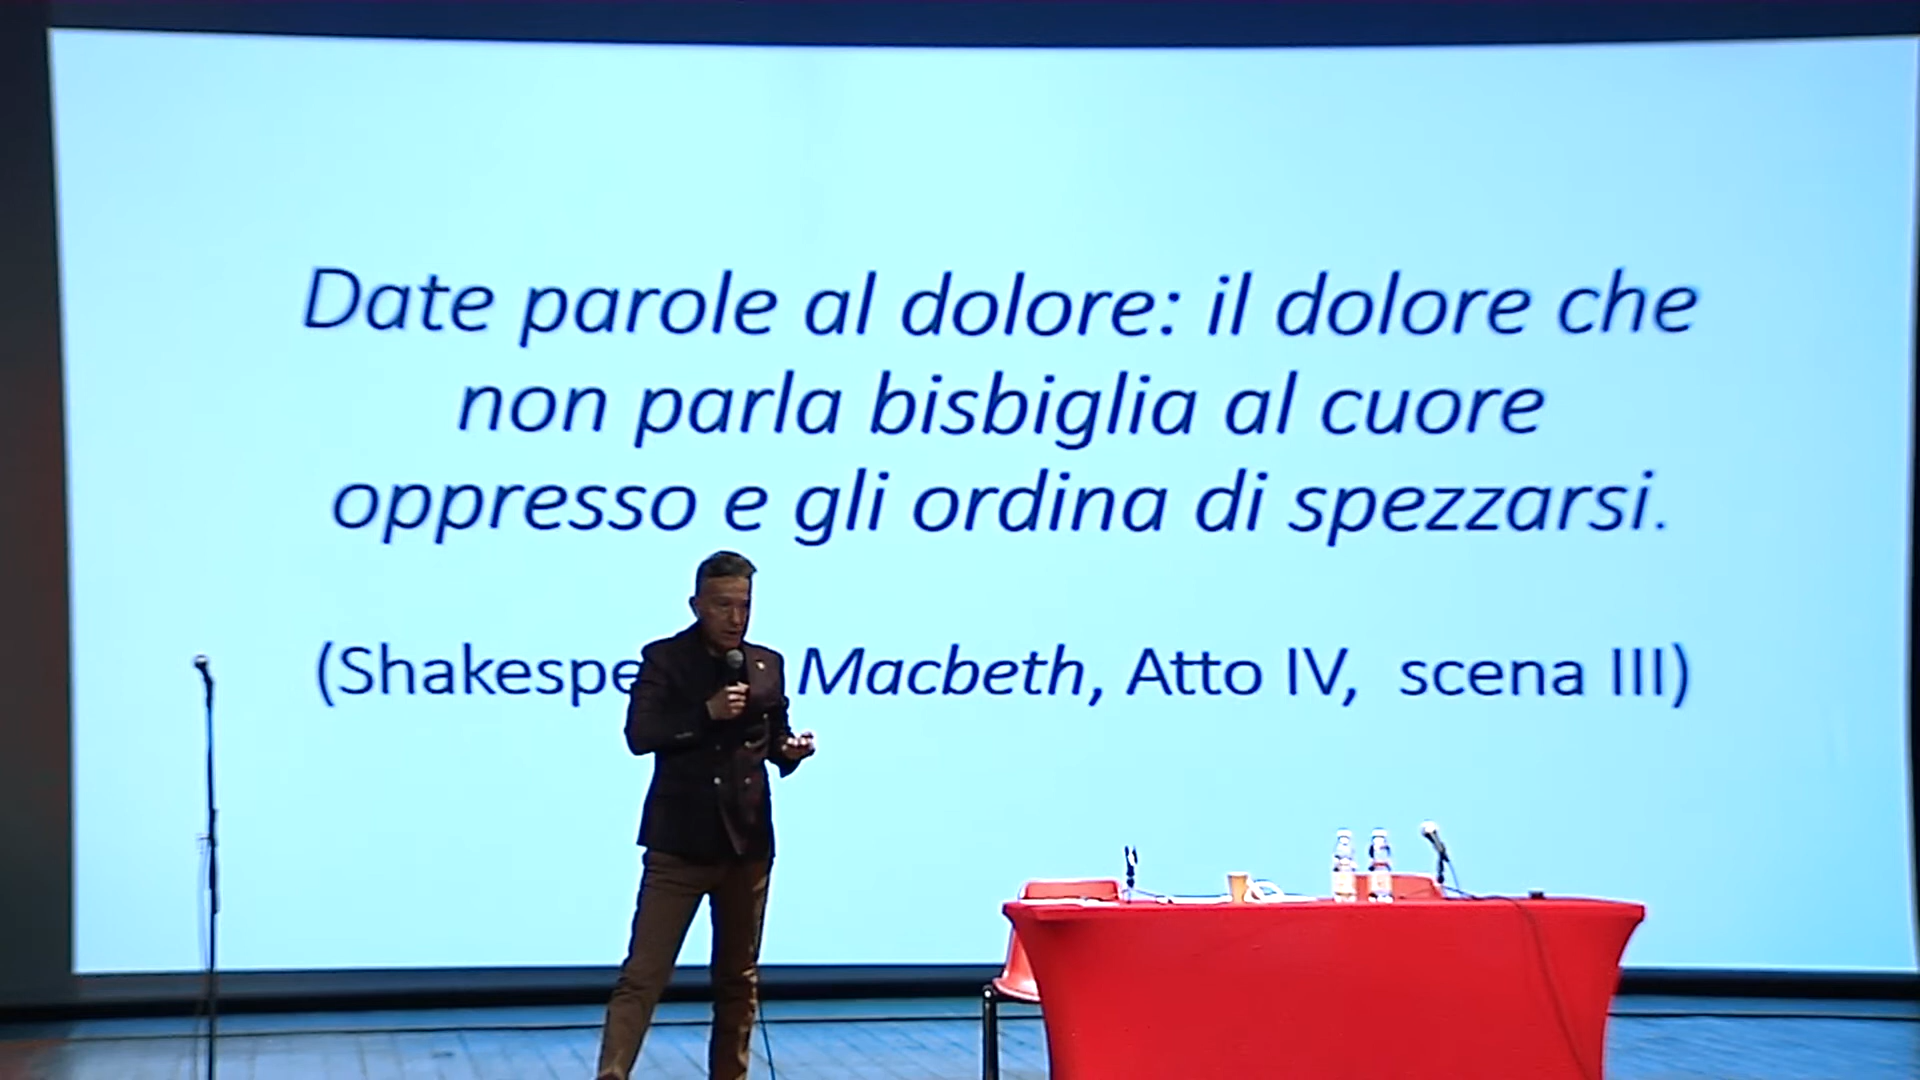 Date parole al dolore: il dolore che
non parla bisbiglia al cuore
oppresso e gli ordina di spezzarsi.
(Shakespe Macbeth, Atto IV, scena III)